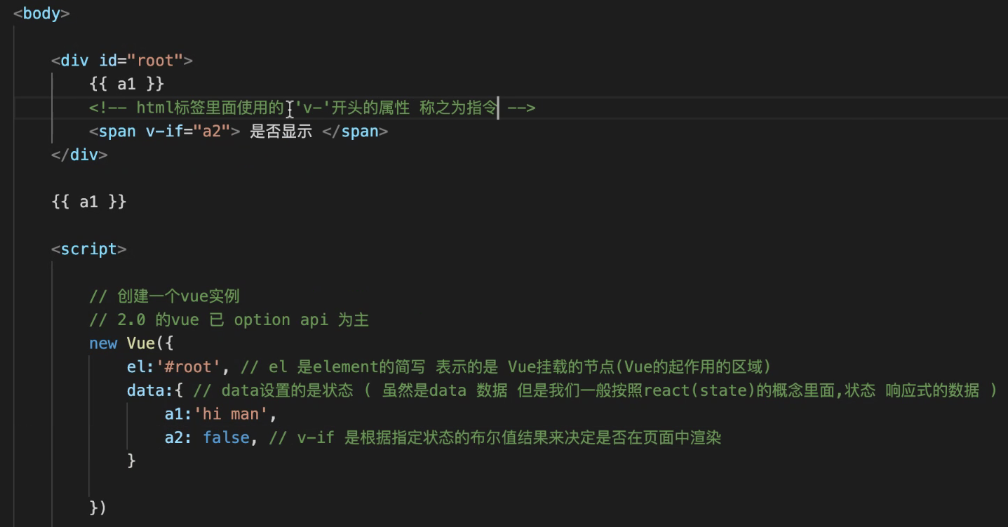 <body>
<div id="root">
{{ a1 }}
<!-- html标签里面使用的 'v-'开头的属性 称之为指令 -->
<span v-if="a2"> 是否显示 </span>
</div>
{{ a1 }}
<script>
// 创建一个vue实例
// 2.0 的vue 已 option api 为主
new Vue({
el:'#root', // el 是element的简写 表示的是 Vue挂载的节点(Vue的起作用的区域)
data:{ // data设置的是状态 ( 虽然是data 数据 但是我们一般按照react(state)的概念里面,状态 响应式的数据 )
a1:'hi man',
a2: false, // v-if 是根据指定状态的布尔值结果来决定是否在页面中渲染
}
})